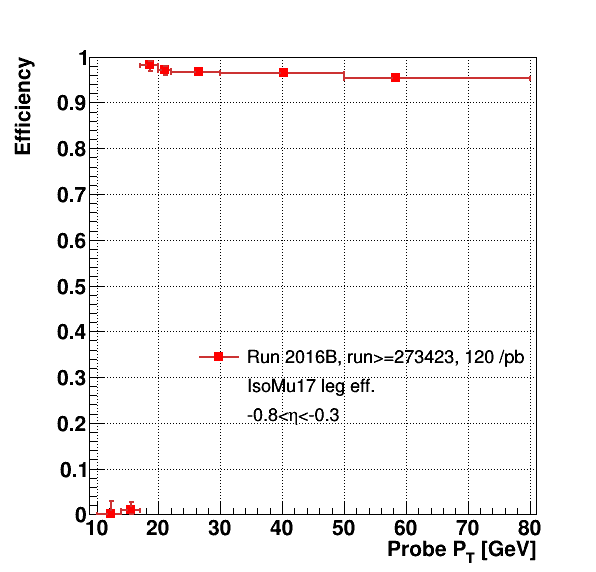 Efficiency
1
0.9
0.8
0.7
0.6
0.5
0.4
0.3
0.2
0.1
0
Run 2016B, run>=273423, 120 /pb
IsoMu17 leg eff.
-0.8<η<-0.3
10 20 30 40 50 60 70 80
Probe P_T [GeV]